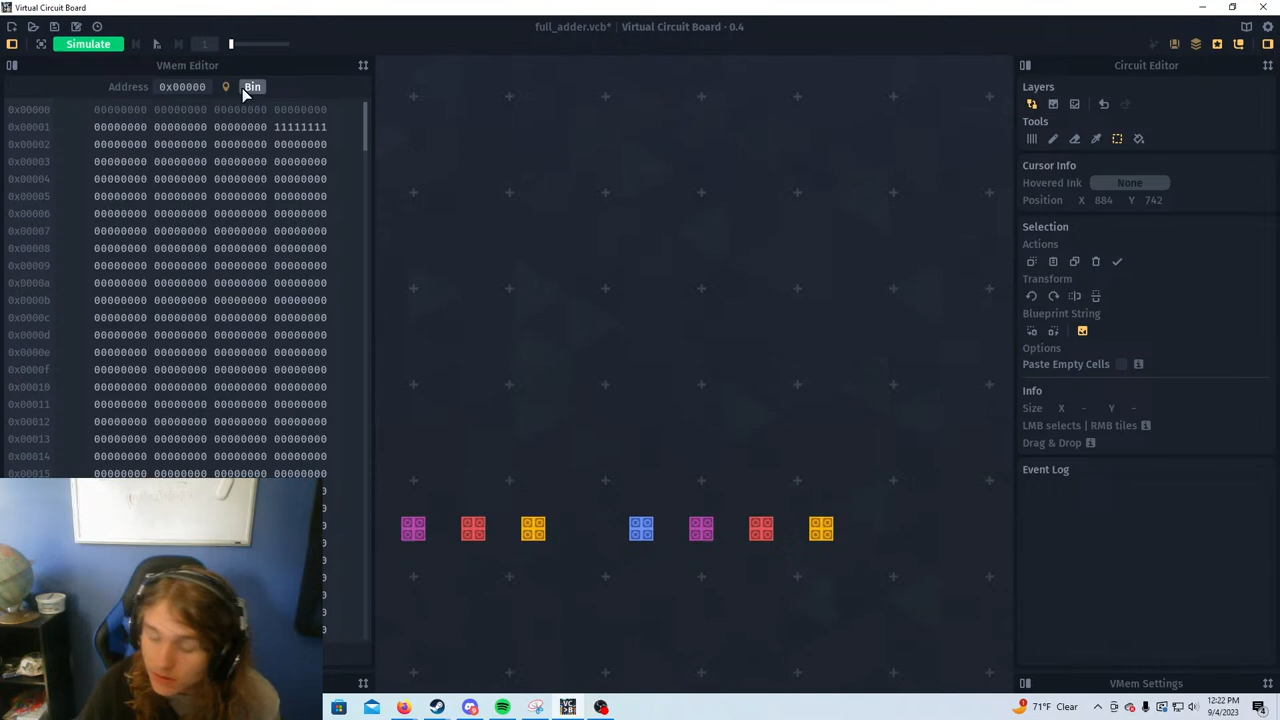 full_adder.vcb* | Virtual Circuit Board - 0.4
Simulate 1
VMem Editor
Address 0x00000 Bin
0x00000 00000000 00000000 00000000 00000000
0x00001 00000000 00000000 00000000 11111111
0x00002 00000000 00000000 00000000 00000000
0x00003 00000000 00000000 00000000 00000000
0x00004 00000000 00000000 00000000 00000000
0x00005 00000000 00000000 00000000 00000000
0x00006 00000000 00000000 00000000 00000000
0x00007 00000000 00000000 00000000 00000000
0x00008 00000000 00000000 00000000 00000000
0x00009 00000000 00000000 00000000 00000000
0x0000a 00000000 00000000 00000000 00000000
0x0000b 00000000 00000000 00000000 00000000
0x0000c 00000000 00000000 00000000 00000000
0x0000d 00000000 00000000 00000000 00000000
0x0000e 00000000 00000000 00000000 00000000
0x0000f 00000000 00000000 00000000 00000000
0x00010 00000000 00000000 00000000 00000000
0x00011 00000000 00000000 00000000 00000000
0x00012 00000000 00000000 00000000 00000000
0x00013 00000000 00000000 00000000 00000000
0x00014 00000000 00000000 00000000 00000000
0x00015 00000000 00000000 00000000 00000000
Circuit Editor
Layers
Tools
Cursor Info
Hovered Ink None
Position X 884 Y 742
Selection
Actions
Transform
Blueprint String
Options
Paste Empty Cells
Info
Size X - Y -
LMB selects | RMB tiles
Drag & Drop
Event Log
VMem Settings
71°F Clear
12:22 PM
9/4/2023